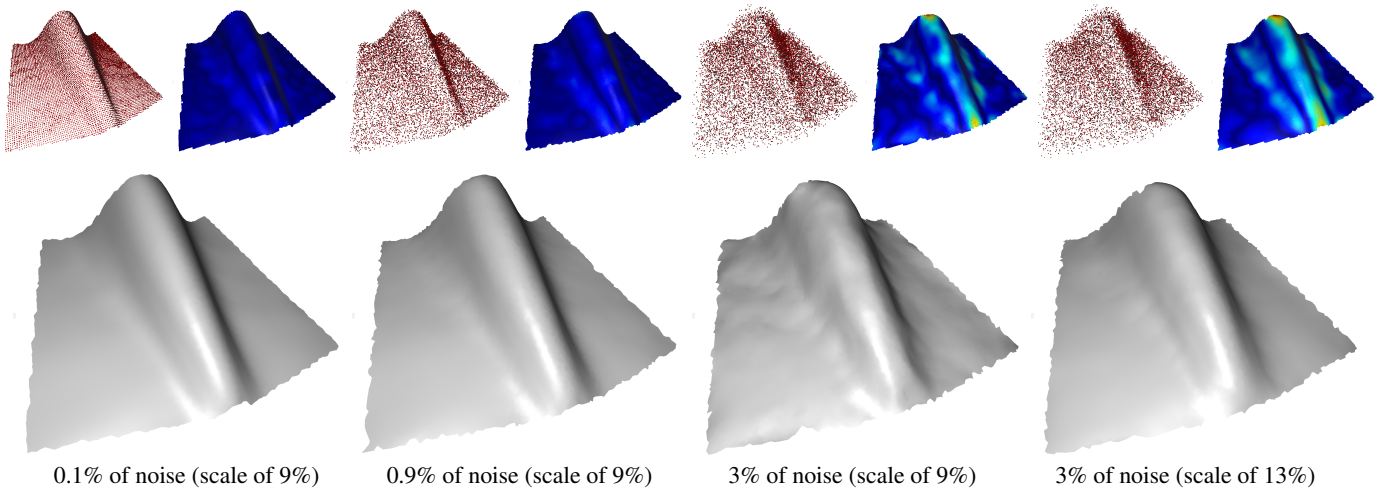 0.1% of noise (scale of 9%)
0.9% of noise (scale of 9%)
3% of noise (scale of 9%)
3% of noise (scale of 13%)